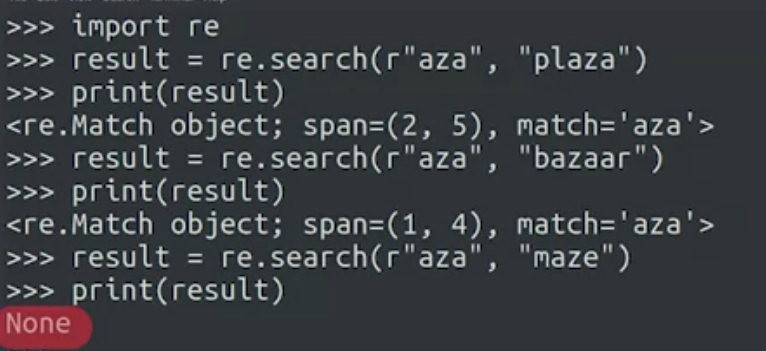 >>> import re
>>> result = re.search(r"aza", "plaza")
>>> print(result)
<re.Match object; span=(2, 5), match='aza'>
>>> result = re.search(r"aza", "bazaar")
>>> print(result)
<re.Match object; span=(1, 4), match='aza'>
>>> result = re.search(r"aza", "maze")
>>> print(result)
None